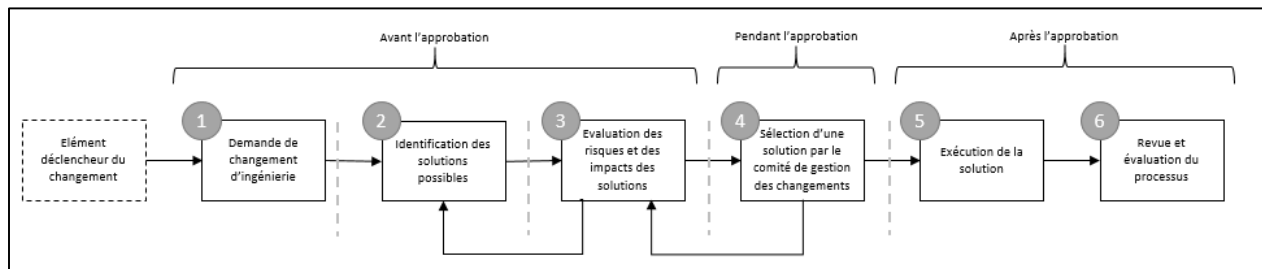 Avant l'approbation
Pendant l'approbation
Après l'approbation
Elément
déclencheur du
changement
1
Demande de
changement
d'ingénierie
2
Identification des
solutions
possibles
3
Evaluation des
risques et des
impacts des
solutions
4
Sélection d'une
solution par le
comité de gestion
des changements
5
Exécution de la
solution
6
Revue et
évaluation du
processus